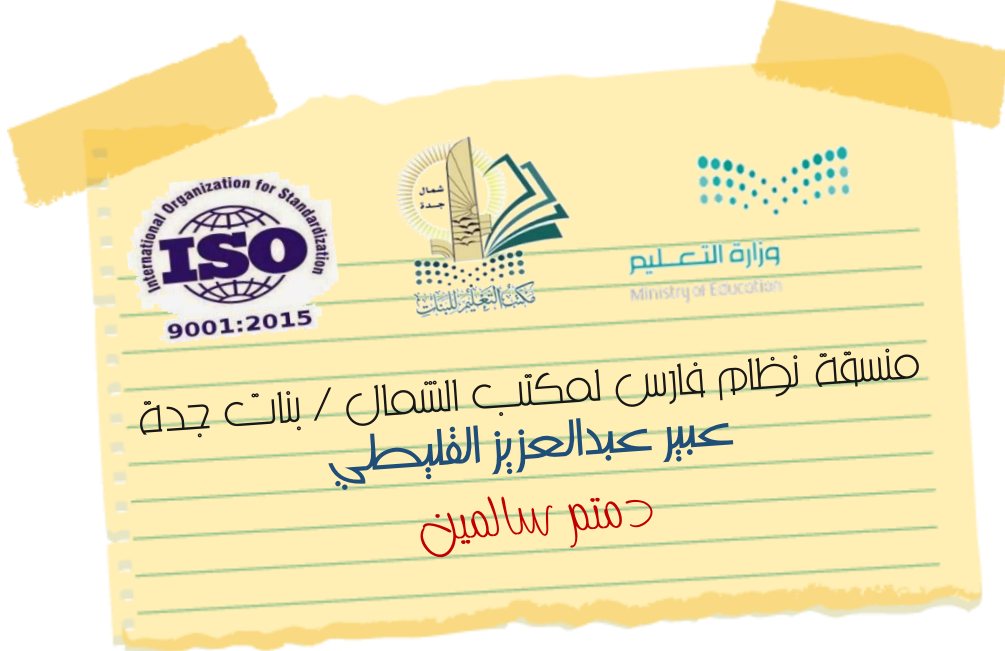 International Organization for Standardization
ISO
9001:2015
شمال
جدة
مكتب التعليم للبنات
وزارة التعليم
Ministry of Education
منسقة نظام فارس لمكتب الشمال / بنات جدة
عبير عبدالعزيز القليطي
دمتم سالمين